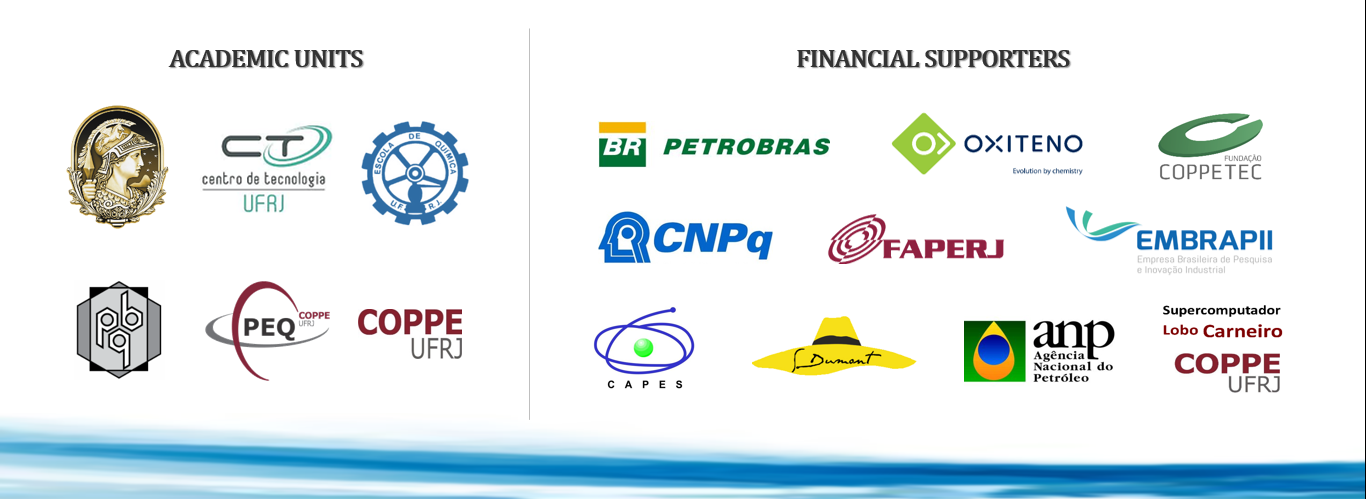 ACADEMIC UNITS
FINANCIAL SUPPORTERS
CT
centro de tecnologia
UFRJ
ESCOLA DE QUÍMICA
U.F.R.J.
pbqp
PEQ COPPE
UFRJ
COPPE
UFRJ
BR PETROBRAS
OXITENO
Evolution by chemistry
FUNDAÇÃO
COPPETEC
CNPq
FAPERJ
EMBRAPII
Empresa Brasileira de Pesquisa
e Inovação Industrial
CAPES
S. Dumont
anp
Agência
Nacional do
Petróleo
Supercomputador
Lobo Carneiro
COPPE
UFRJ